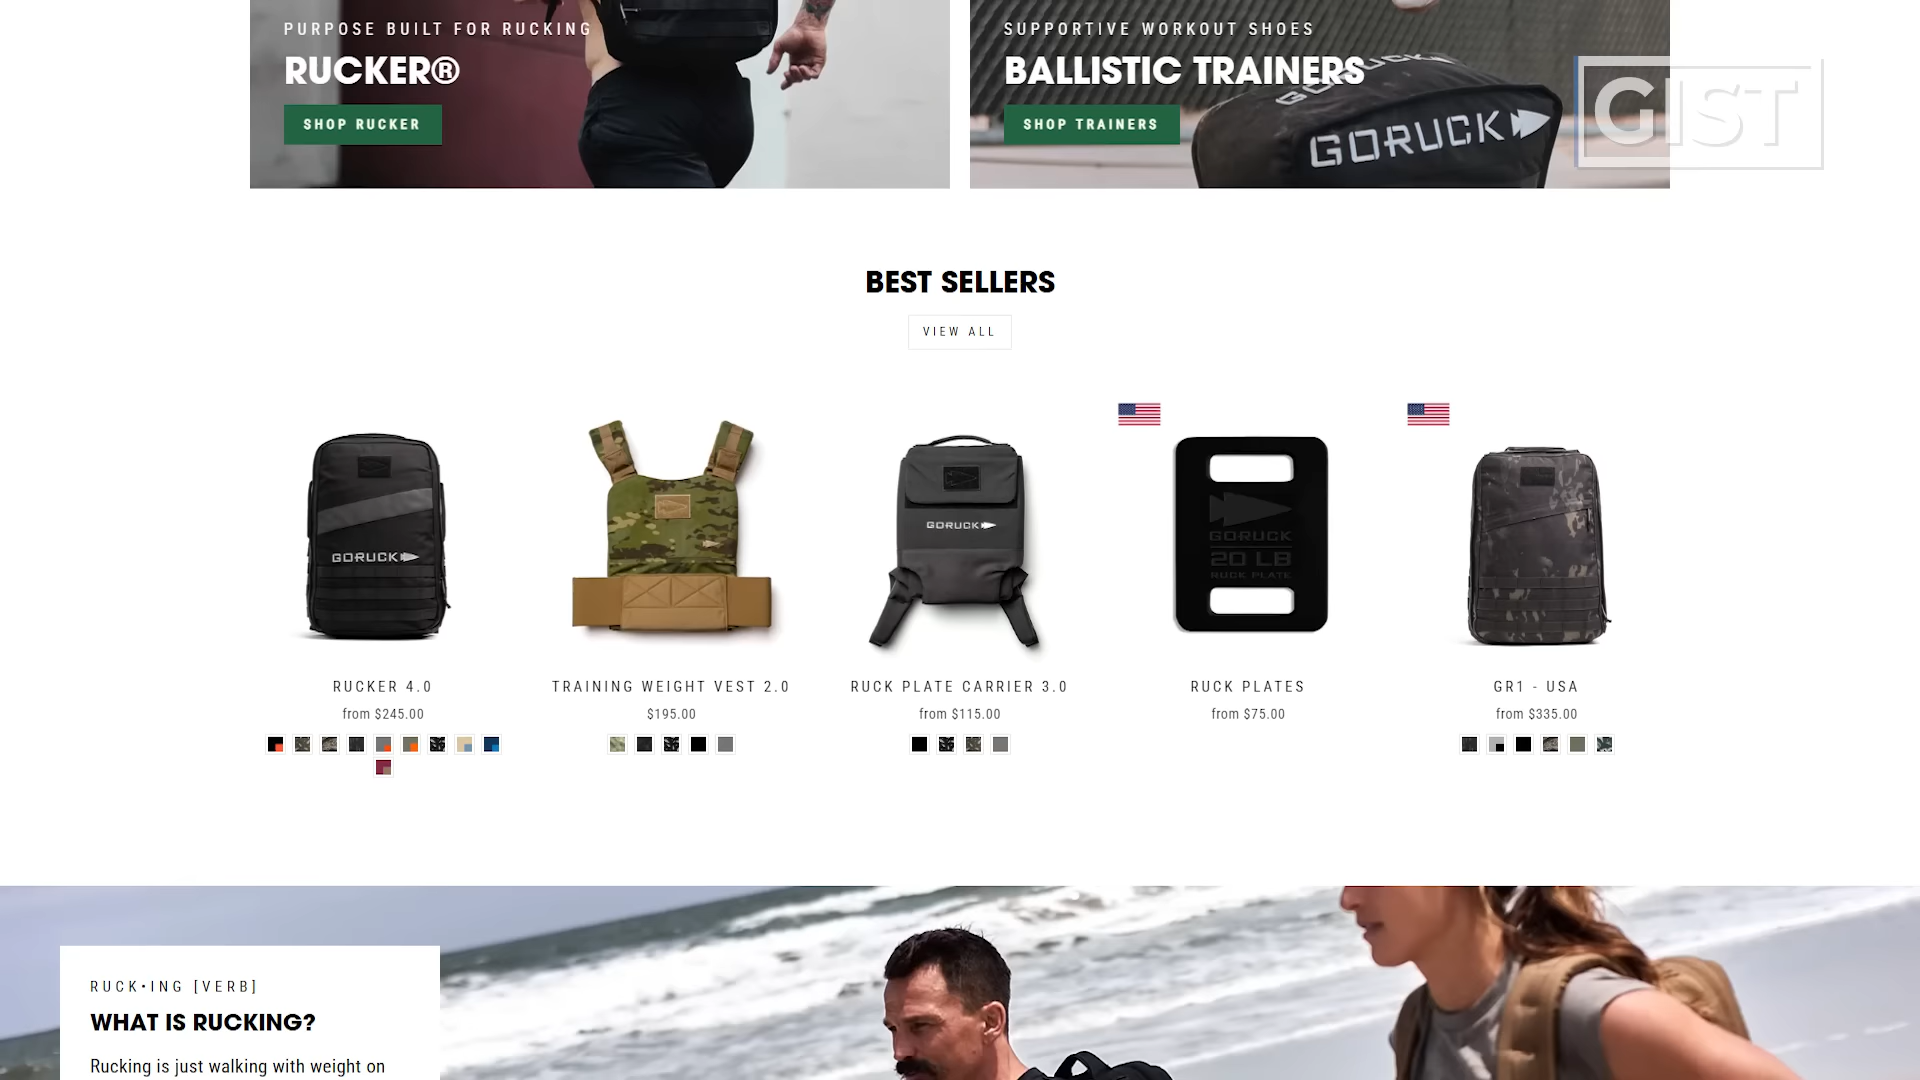 PURPOSE BUILT FOR RUCKING
RUCKER®
SHOP RUCKER
SUPPORTIVE WORKOUT SHOES
BALLISTIC TRAINERS
SHOP TRAINERS
GORUCK
GORUCK
GIST
BEST SELLERS
VIEW ALL
GORUCK
GORUCK
GORUCK
20 LB
RUCK PLATE
RUCKER 4.0
from $245.00
TRAINING WEIGHT VEST 2.0
$195.00
RUCK PLATE CARRIER 3.0
from $115.00
RUCK PLATES
from $75.00
GR1 - USA
from $335.00
RUCK•ING [VERB]
WHAT IS RUCKING?
Rucking is just walking with weight on